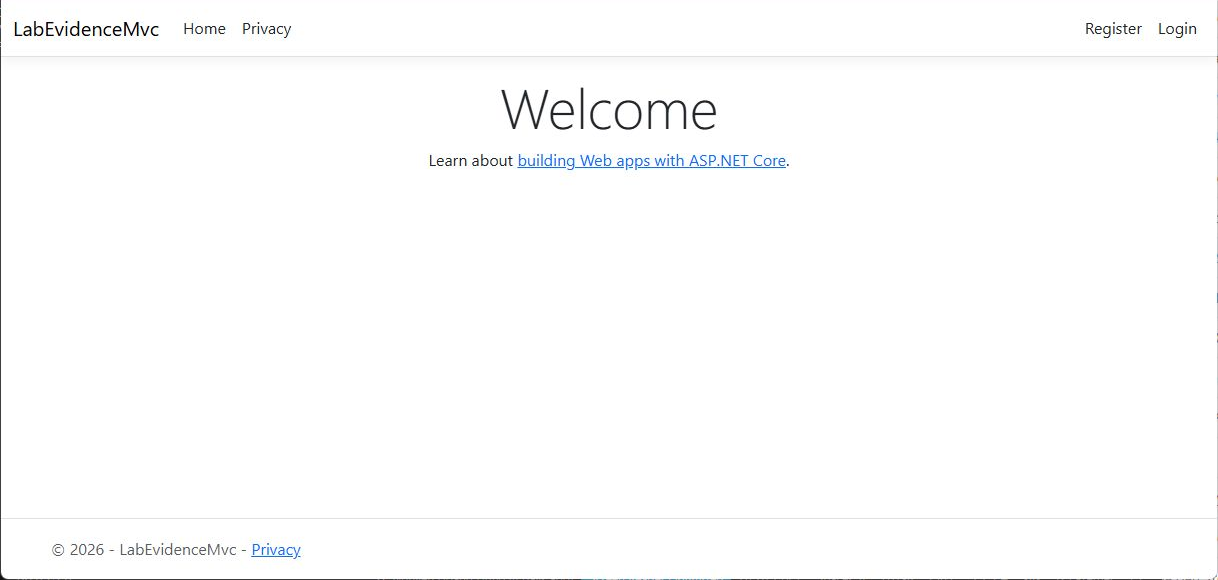 LabEvidenceMvc Home Privacy Register Login
Welcome
Learn about building Web apps with ASP.NET Core.
© 2026 - LabEvidenceMvc - Privacy